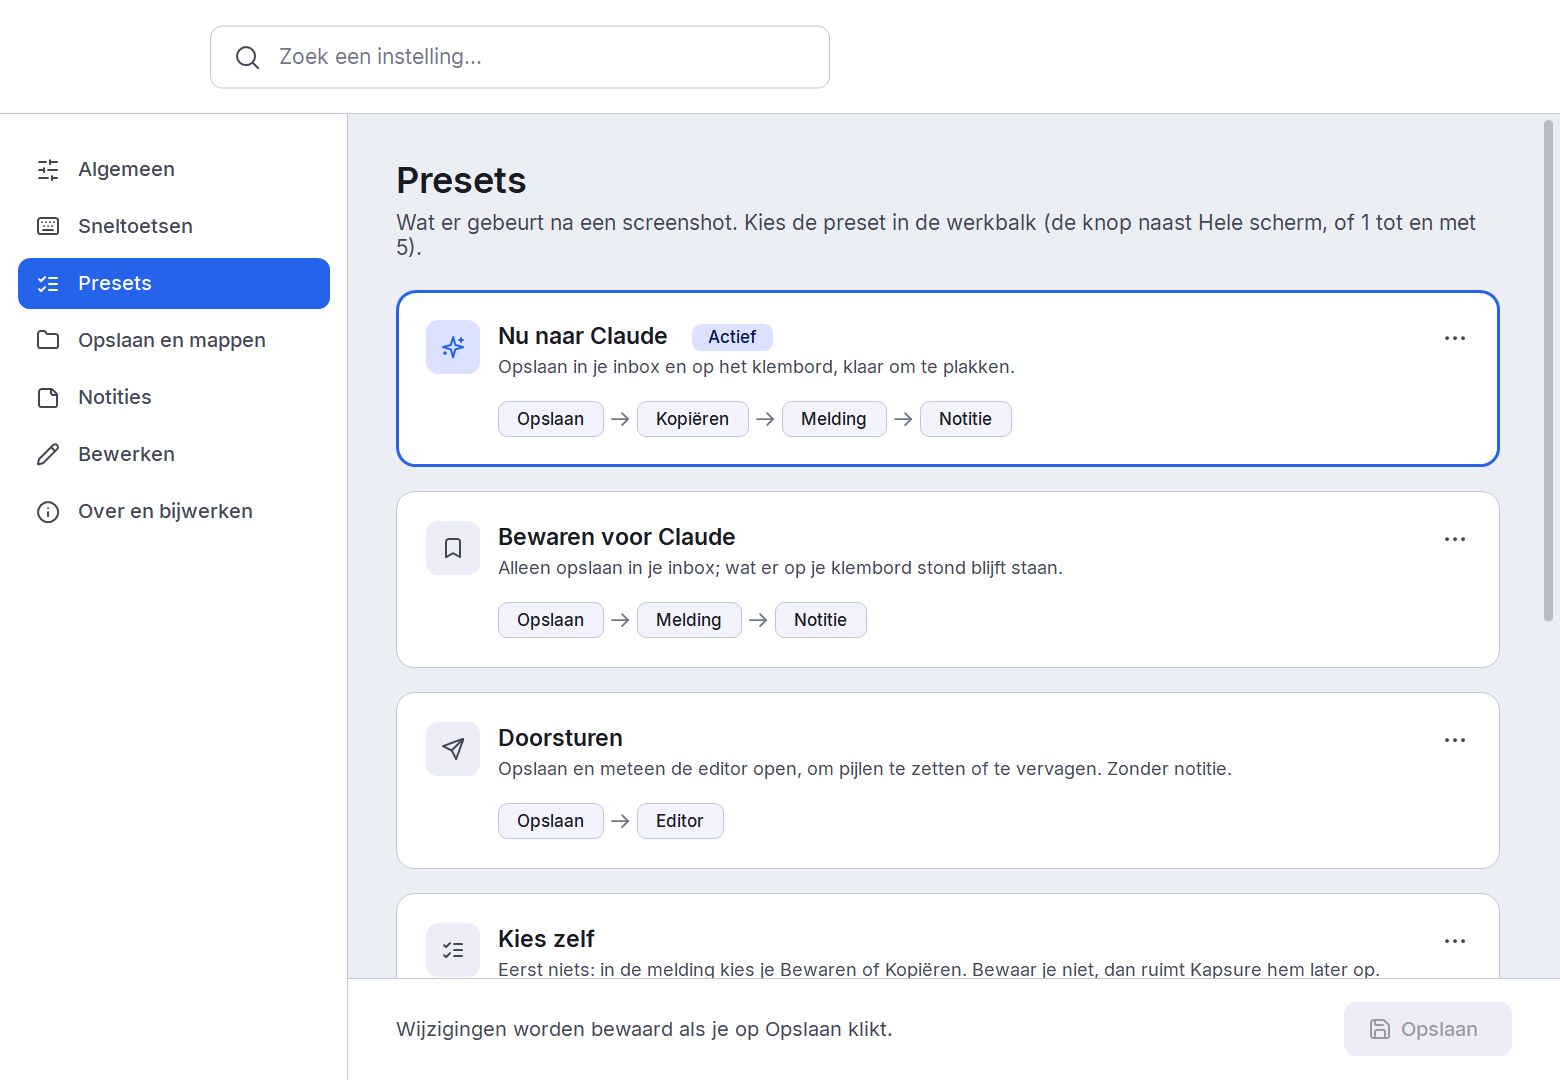 Zoek een instelling...
Algemeen
Sneltoetsen
Presets
Opslaan en mappen
Notities
Bewerken
Over en bijwerken
Presets
Wat er gebeurt na een screenshot. Kies de preset in de werkbalk (de knop naast Hele scherm, of 1 tot en met
5).
Nu naar Claude Actief
Opslaan in je inbox en op het klembord, klaar om te plakken.
Opslaan → Kopiëren → Melding → Notitie
Bewaren voor Claude
Alleen opslaan in je inbox; wat er op je klembord stond blijft staan.
Opslaan → Melding → Notitie
Doorsturen
Opslaan en meteen de editor open, om pijlen te zetten of te vervagen. Zonder notitie.
Opslaan → Editor
Kies zelf
Eerst niets: in de melding kies je Bewaren of Kopiëren. Bewaar je niet, dan ruimt Kapsure hem later op.
Wijzigingen worden bewaard als je op Opslaan klikt.
Opslaan